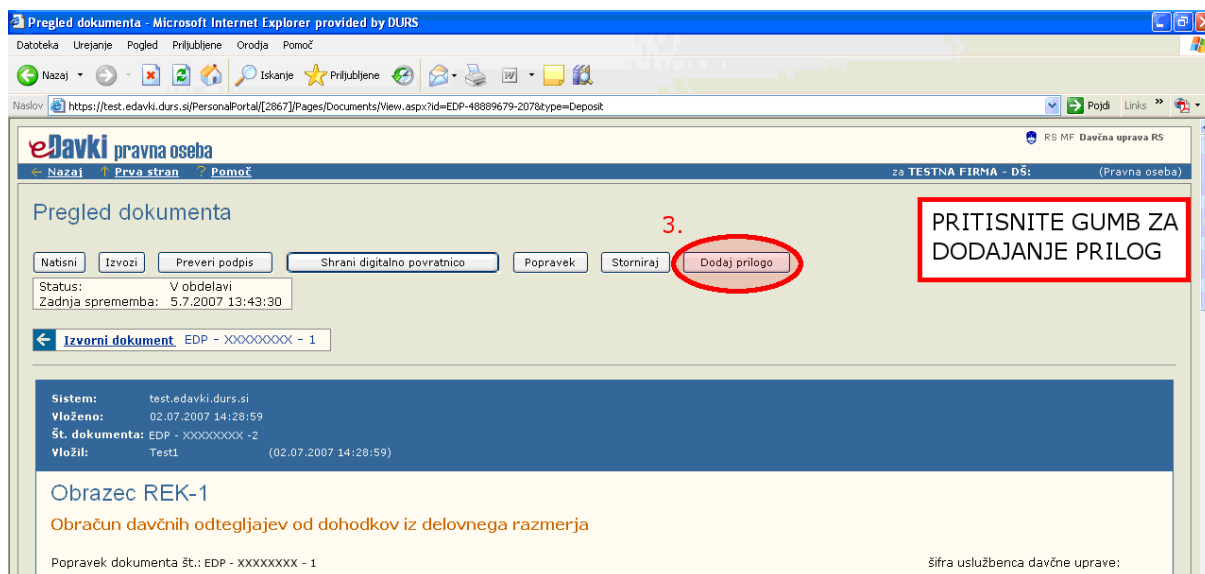 Pregled dokumenta - Microsoft Internet Explorer provided by DURS
Datoteka Urejanje Pogled Priljubljene Orodja Pomoč
Nazaj Iskanje Priljubljene
Naslov https://test.edavki.durs.si/PersonalPortal/[2867]/Pages/Documents/View.aspx?id=EDP-48889679-207&type=Deposit Pojdi Links »
eDavki pravna oseba RS MF Davčna uprava RS
Nazaj Prva stran ? Pomoč za TESTNA FIRMA - DŠ: (Pravna oseba)
Pregled dokumenta
3.
PRITISNITE GUMB ZA
DODAJANJE PRILOG
Natisni Izvozi Preveri podpis Shrani digitalno povratnico Popravek Storniraj Dodaj prilogo
Status: V obdelavi
Zadnja sprememba: 5.7.2007 13:43:30
Izvorni dokument EDP - XXXXXXXX - 1
Sistem: test.edavki.durs.si
Vloženo: 02.07.2007 14:28:59
Št. dokumenta: EDP - XXXXXXXX -2
Vložil: Test1 (02.07.2007 14:28:59)
Obrazec REK-1
Obračun davčnih odtegljajev od dohodkov iz delovnega razmerja
Popravek dokumenta št.: EDP - XXXXXXXX - 1 šifra uslužbenca davčne uprave: